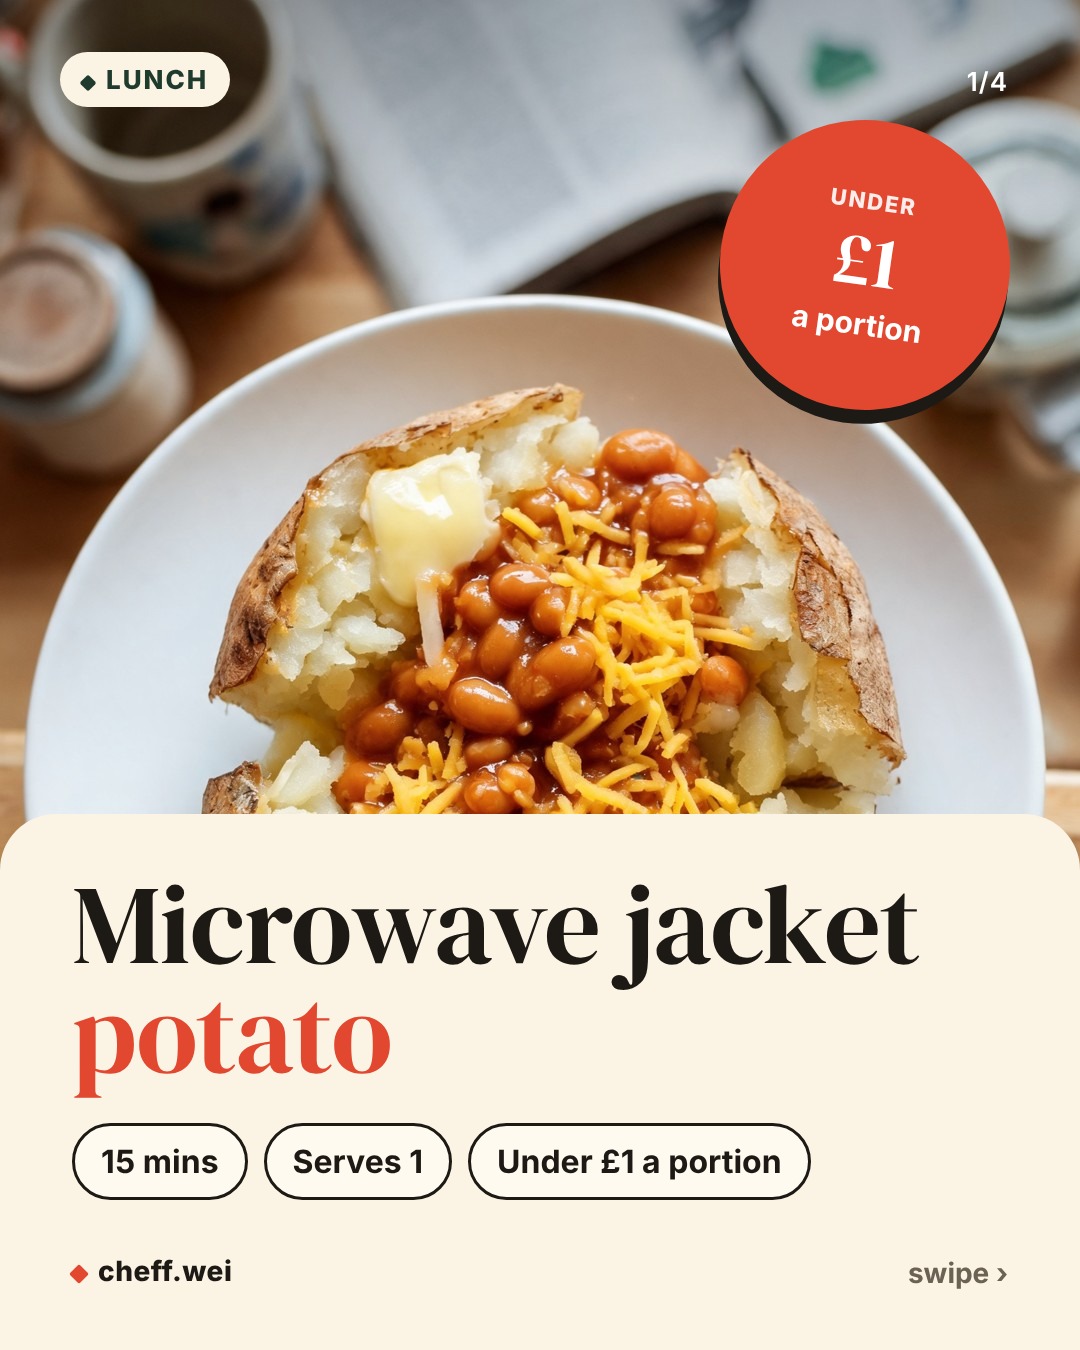 LUNCH
1/4
UNDER
£1
a portion
Microwave jacket
potato
15 mins
Serves 1
Under £1 a portion
cheff.wei
swipe ›